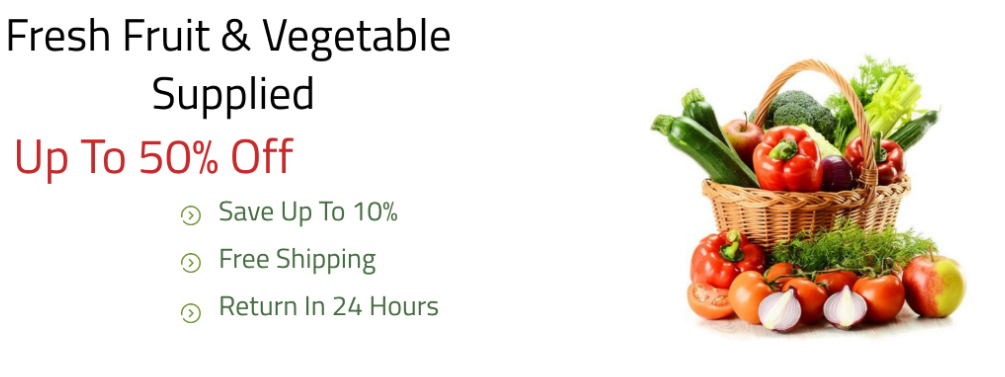 Fresh Fruit & Vegetable
Supplied
Up To 50% Off
Save Up To 10%
Free Shipping
Return In 24 Hours